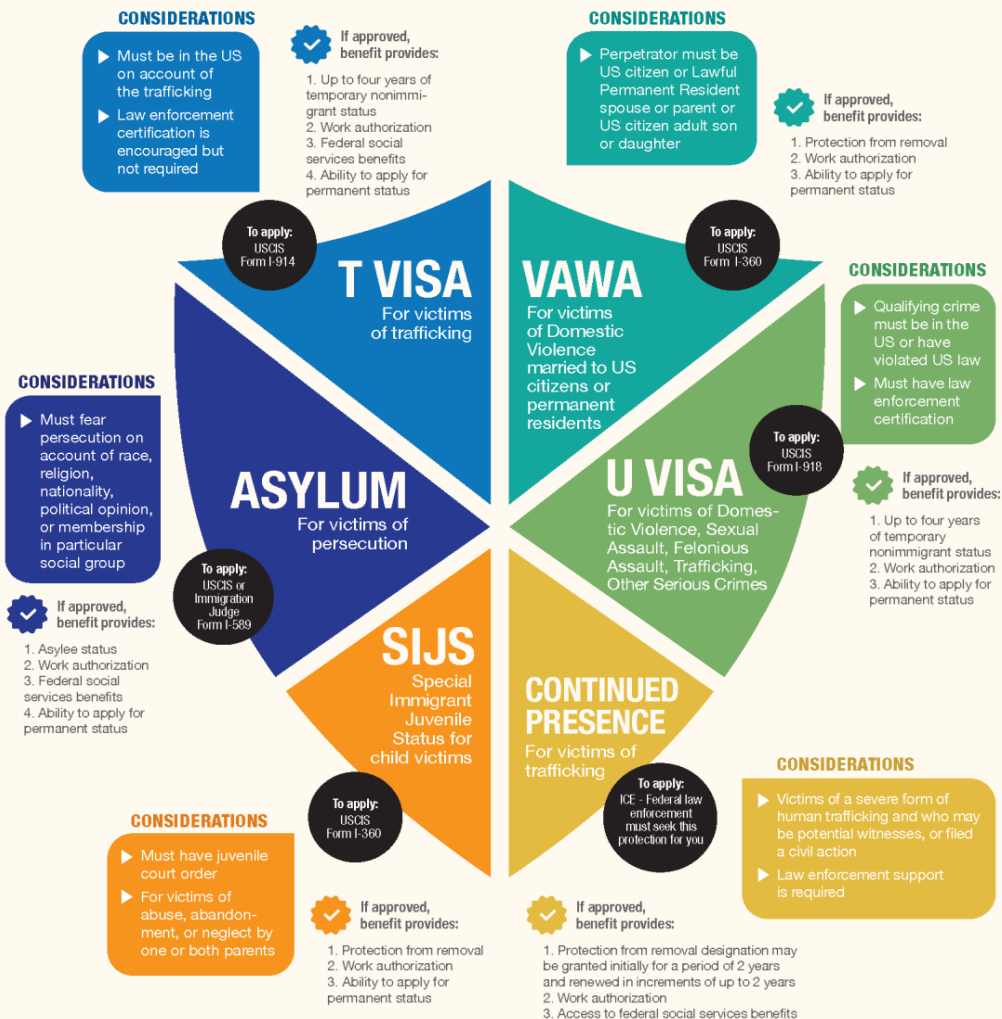 CONSIDERATIONS
Must be in the US
on account of
the trafficking
Law enforcement
certification is
encouraged but
not required
If approved,
benefit provides:
1. Up to four years of
temporary nonimmi-
grant status
2. Work authorization
3. Federal social
services benefits
4. Ability to apply for
permanent status
To apply:
USCIS
Form I-914
T VISA
For victims
of trafficking
CONSIDERATIONS
Perpetrator must be
US citizen or Lawful
Permanent Resident
spouse or parent or
US citizen adult son
or daughter
If approved,
benefit provides:
1. Protection from removal
2. Work authorization
3. Ability to apply for
permanent status
To apply:
USCIS
Form I-360
VAWA
For victims
of Domestic
Violence
married to US
citizens or
permanent
residents
CONSIDERATIONS
Qualifying crime
must be in the
US or have
violated US law
Must have law
enforcement
certification
To apply:
USCIS
Form I-918
If approved,
benefit provides:
1. Up to four years
of temporary
nonimmigrant status
2. Work authorization
3. Ability to apply for
permanent status
U VISA
For victims of Domes-
tic Violence, Sexual
Assault, Felonious
Assault, Trafficking,
Other Serious Crimes
CONSIDERATIONS
Must fear
persecution on
account of race,
religion,
nationality,
political opinion,
or membership
in particular
social group
ASYLUM
For victims of
persecution
To apply:
USCIS or
Immigration
Judge
Form I-589
If approved,
benefit provides:
1. Asylee status
2. Work authorization
3. Federal social
services benefits
4. Ability to apply for
permanent status
SIJS
Special
Immigrant
Juvenile
Status for
child victims
To apply:
USCIS
Form I-360
CONSIDERATIONS
Must have juvenile
court order
For victims of
abuse, abandon-
ment, or neglect by
one or both parents
If approved,
benefit provides:
1. Protection from removal
2. Work authorization
3. Ability to apply for
permanent status
CONTINUED
PRESENCE
For victims of
trafficking
To apply:
ICE - Federal law
enforcement
must seek this
protection for you
CONSIDERATIONS
Victims of a severe form of
human trafficking and who may
be potential witnesses, or filed
a civil action
Law enforcement support
is required
If approved,
benefit provides:
1. Protection from removal designation may
be granted initially for a period of 2 years
and renewed in increments of up to 2 years
2. Work authorization
3. Access to federal social services benefits